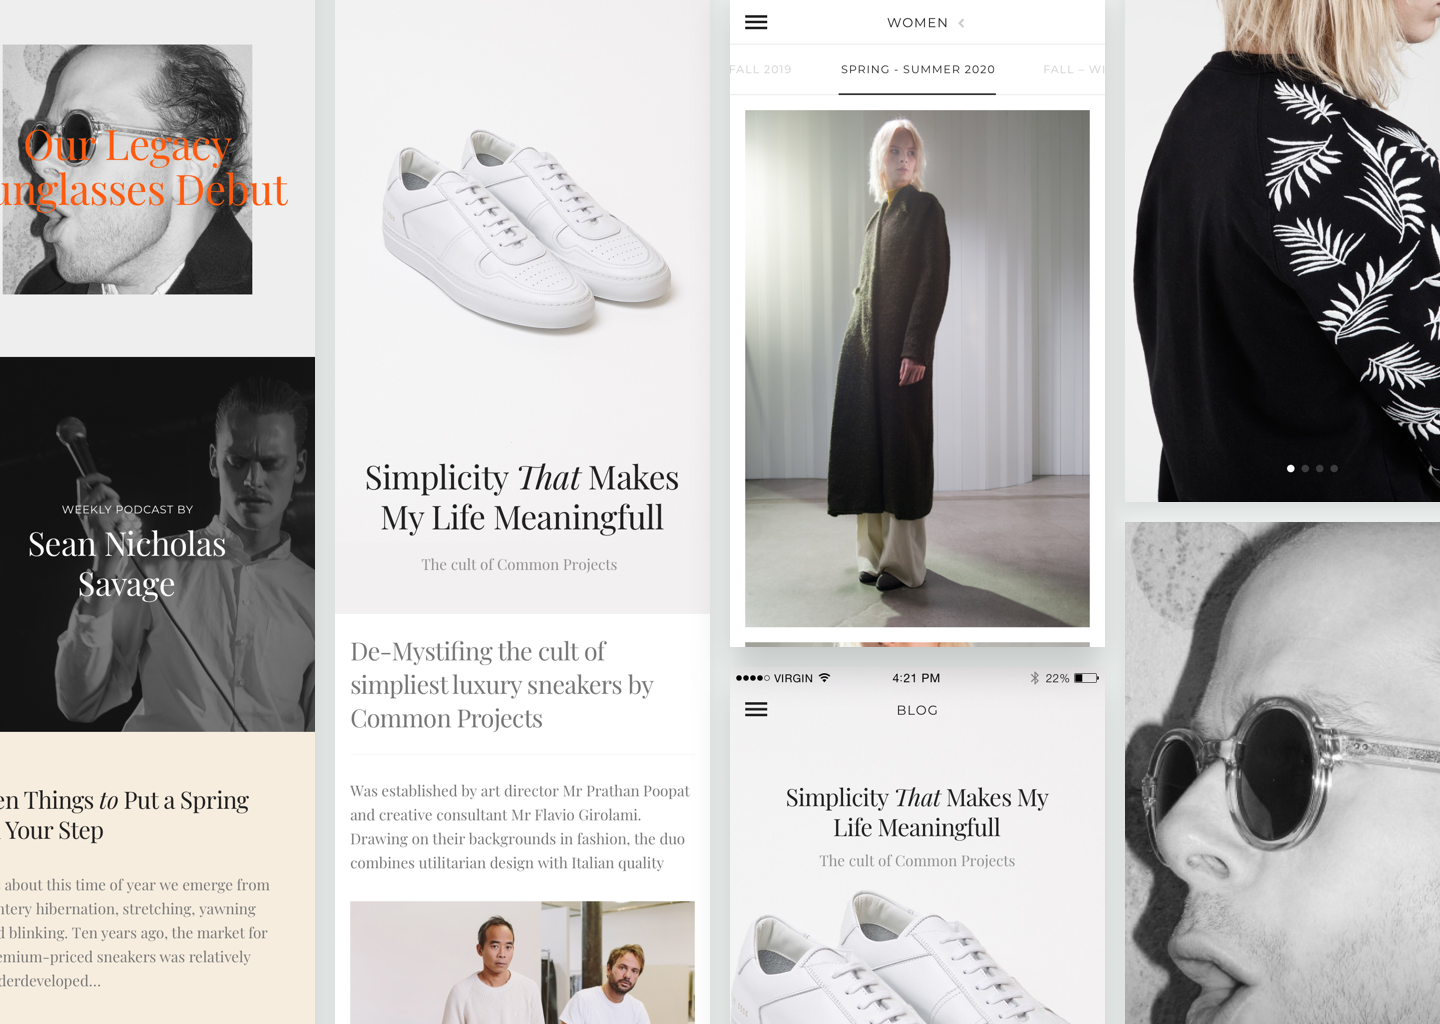 Our Legacy
unglasses Debut
WEEKLY PODCAST BY
Sean Nicholas
Savage
en Things to Put a Spring
Your Step
about this time of year we emerge from
ntery hibernation, stretching, yawning
d blinking. Ten years ago, the market for
emium-priced sneakers was relatively
derdeveloped...
Simplicity That Makes
My Life Meaningfull
The cult of Common Projects
De-Mystifing the cult of
simpliest luxury sneakers by
Common Projects
Was established by art director Mr Prathan Poopat
and creative consultant Mr Flavio Girolami.
Drawing on their backgrounds in fashion, the duo
combines utilitarian design with Italian quality
WOMEN
FALL 2019
SPRING - SUMMER 2020
FALL – WI
VIRGIN
4:21 PM
22%
BLOG
Simplicity That Makes My
Life Meaningfull
The cult of Common Projects